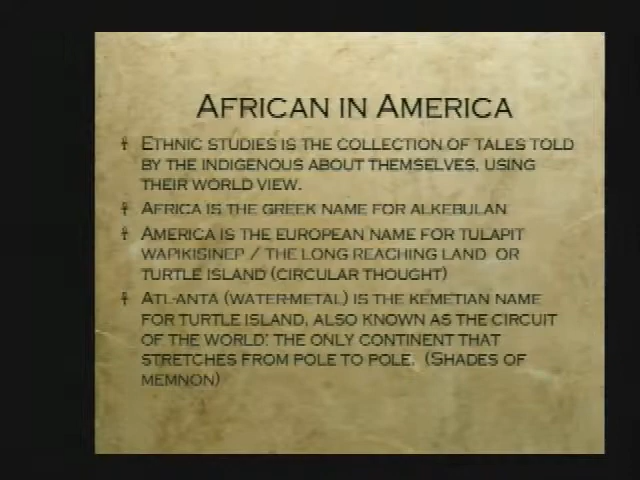 AFRICAN IN AMERICA
ETHNIC STUDIES IS THE COLLECTION OF TALES TOLD
BY THE INDIGENOUS ABOUT THEMSELVES, USING
THEIR WORLD VIEW.
AFRICA IS THE GREEK NAME FOR ALKEBULAN
AMERICA IS THE EUROPEAN NAME FOR TULAPIT
WAPIKISINEP / THE LONG REACHING LAND OR
TURTLE ISLAND (CIRCULAR THOUGHT)
ATL-ANTA (WATER-METAL) IS THE KEMETIAN NAME
FOR TURTLE ISLAND, ALSO KNOWN AS THE CIRCUIT
OF THE WORLD: THE ONLY CONTINENT THAT
STRETCHES FROM POLE TO POLE. (SHADES OF
MEMNON)